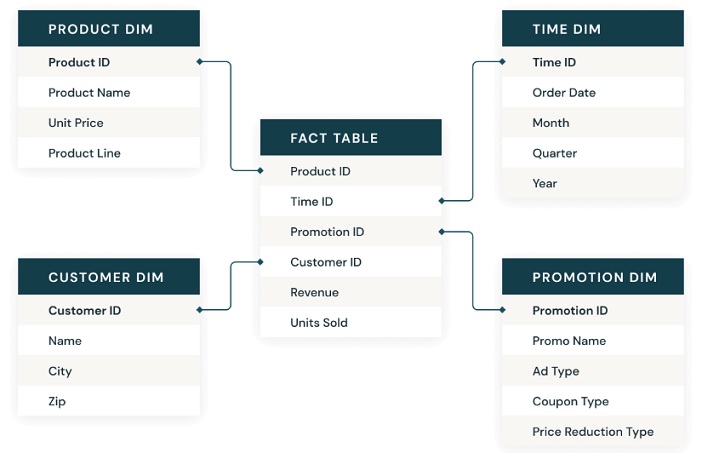 PRODUCT DIM
Product ID
Product Name
Unit Price
Product Line
TIME DIM
Time ID
Order Date
Month
Quarter
Year
FACT TABLE
Product ID
Time ID
Promotion ID
Customer ID
Revenue
Units Sold
CUSTOMER DIM
Customer ID
Name
City
Zip
PROMOTION DIM
Promotion ID
Promo Name
Ad Type
Coupon Type
Price Reduction Type